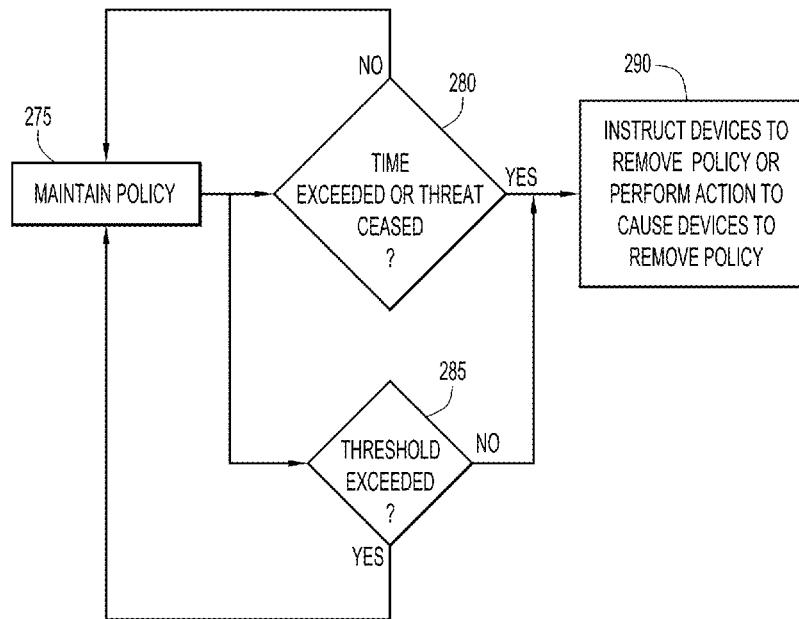 NO
280
290
275
MAINTAIN POLICY
TIME
EXCEEDED OR THREAT
CEASED
?
YES
INSTRUCT DEVICES TO
REMOVE POLICY OR
PERFORM ACTION TO
CAUSE DEVICES TO
REMOVE POLICY
285
THRESHOLD
EXCEEDED
?
NO
YES